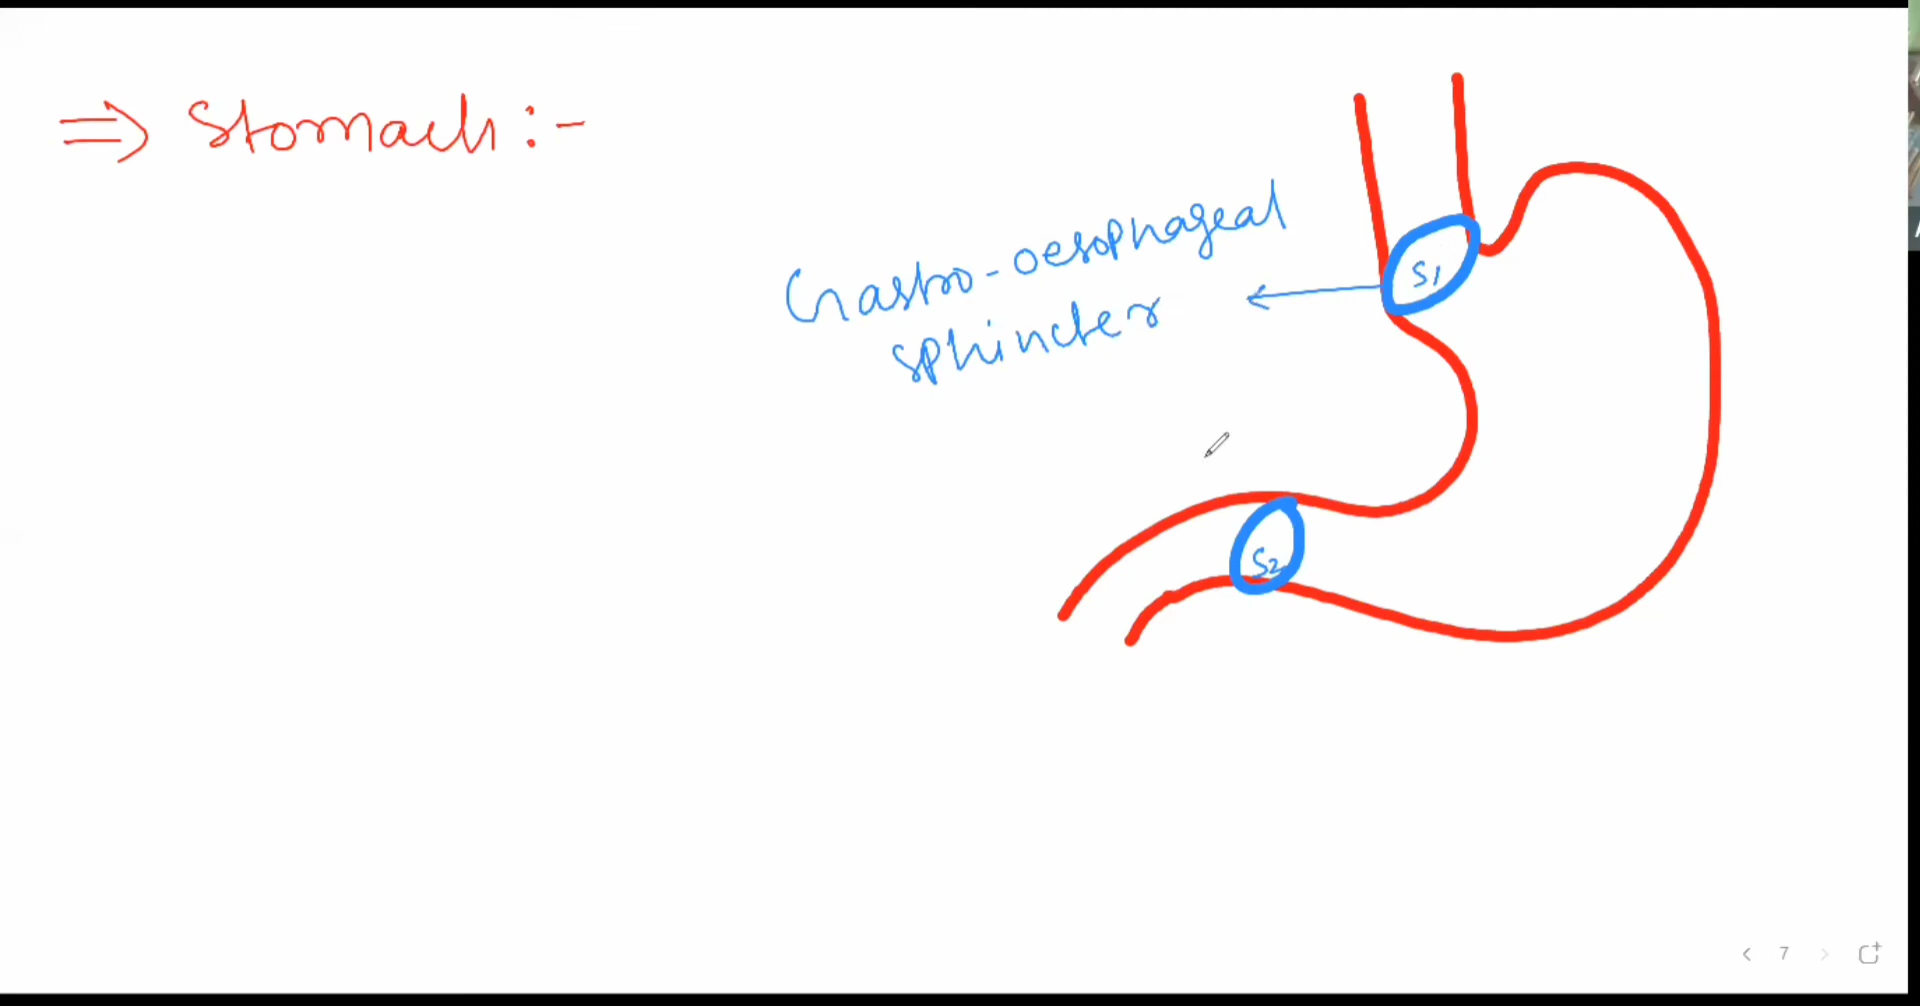 ⇒ Stomach :-
Gastro-oesophageal
sphincter
S1
S2
7